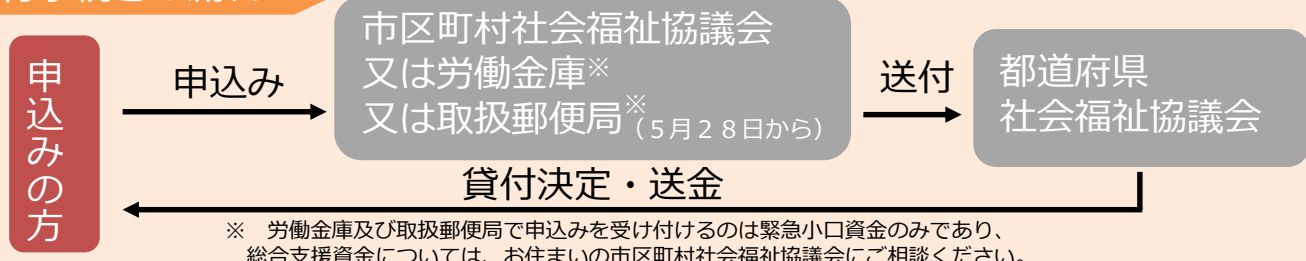 申込みの方
申込み
市区町村社会福祉協議会
又は労働金庫※
又は取扱郵便局※（５月２８日から）
送付
都道府県
社会福祉協議会
貸付決定・送金
※　労働金庫及び取扱郵便局で申込みを受け付けるのは緊急小口資金のみであり、
総合支援資金については、お住まいの市区町村社会福祉協議会にご相談ください。